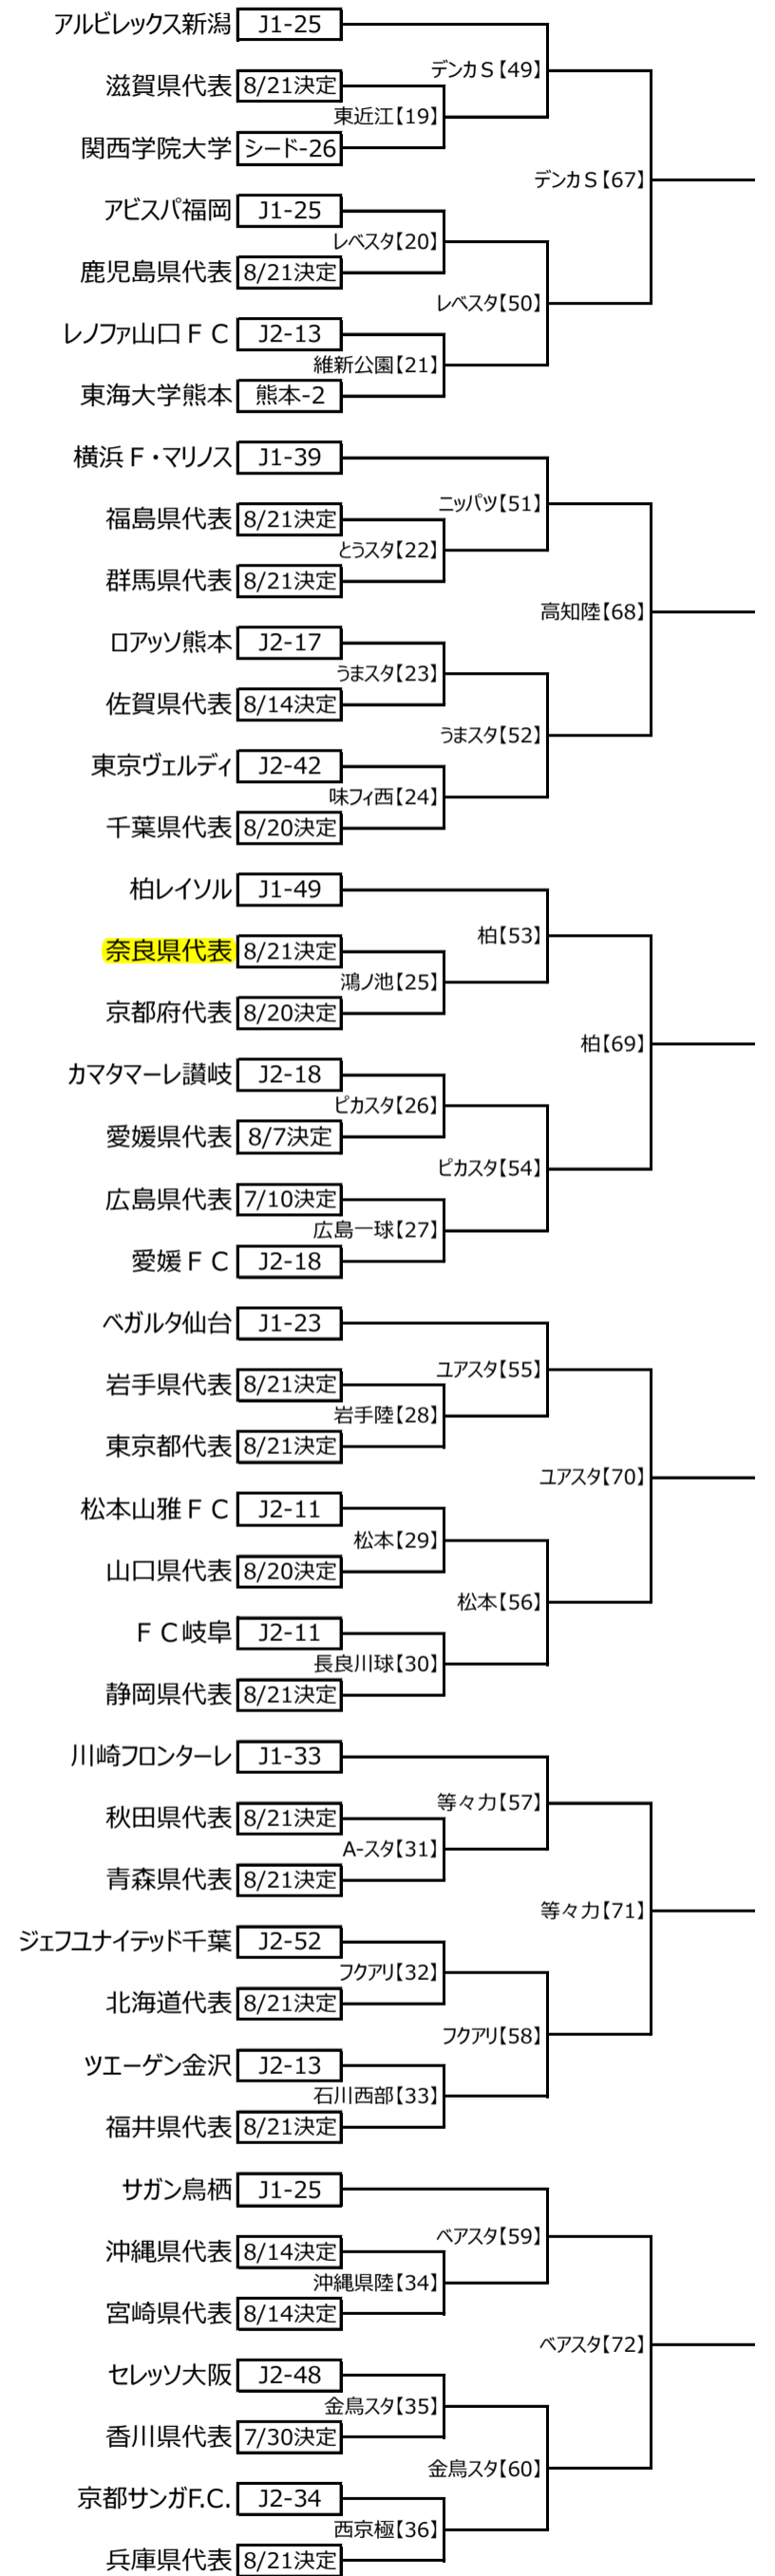 アルビレックス新潟 J1-25
デンカＳ【49】
滋賀県代表 8/21決定
東近江【19】
関西学院大学 シード-26
デンカＳ【67】
アビスパ福岡 J1-25
レベスタ【20】
鹿児島県代表 8/21決定
レベスタ【50】
レノファ山口ＦＣ J2-13
維新公園【21】
東海大学熊本 熊本-2
横浜Ｆ・マリノス J1-39
ニッパツ【51】
福島県代表 8/21決定
とうスタ【22】
群馬県代表 8/21決定
高知陸【68】
ロアッソ熊本 J2-17
うまスタ【23】
佐賀県代表 8/14決定
うまスタ【52】
東京ヴェルディ J2-42
味フィ西【24】
千葉県代表 8/20決定
柏レイソル J1-49
柏【53】
奈良県代表 8/21決定
鴻ノ池【25】
京都府代表 8/20決定
柏【69】
カマタマーレ讃岐 J2-18
ピカスタ【26】
愛媛県代表 8/7決定
ピカスタ【54】
広島県代表 7/10決定
広島一球【27】
愛媛ＦＣ J2-18
ベガルタ仙台 J1-23
ユアスタ【55】
岩手県代表 8/21決定
岩手陸【28】
東京都代表 8/21決定
ユアスタ【70】
松本山雅ＦＣ J2-11
松本【29】
山口県代表 8/20決定
松本【56】
ＦＣ岐阜 J2-11
長良川球【30】
静岡県代表 8/21決定
川崎フロンターレ J1-33
等々力【57】
秋田県代表 8/21決定
A-スタ【31】
青森県代表 8/21決定
等々力【71】
ジェフユナイテッド千葉 J2-52
フクアリ【32】
北海道代表 8/21決定
フクアリ【58】
ツエーゲン金沢 J2-13
石川西部【33】
福井県代表 8/21決定
サガン鳥栖 J1-25
ベアスタ【59】
沖縄県代表 8/14決定
沖縄県陸【34】
宮崎県代表 8/14決定
ベアスタ【72】
セレッソ大阪 J2-48
金鳥スタ【35】
香川県代表 7/30決定
金鳥スタ【60】
京都サンガF.C. J2-34
西京極【36】
兵庫県代表 8/21決定